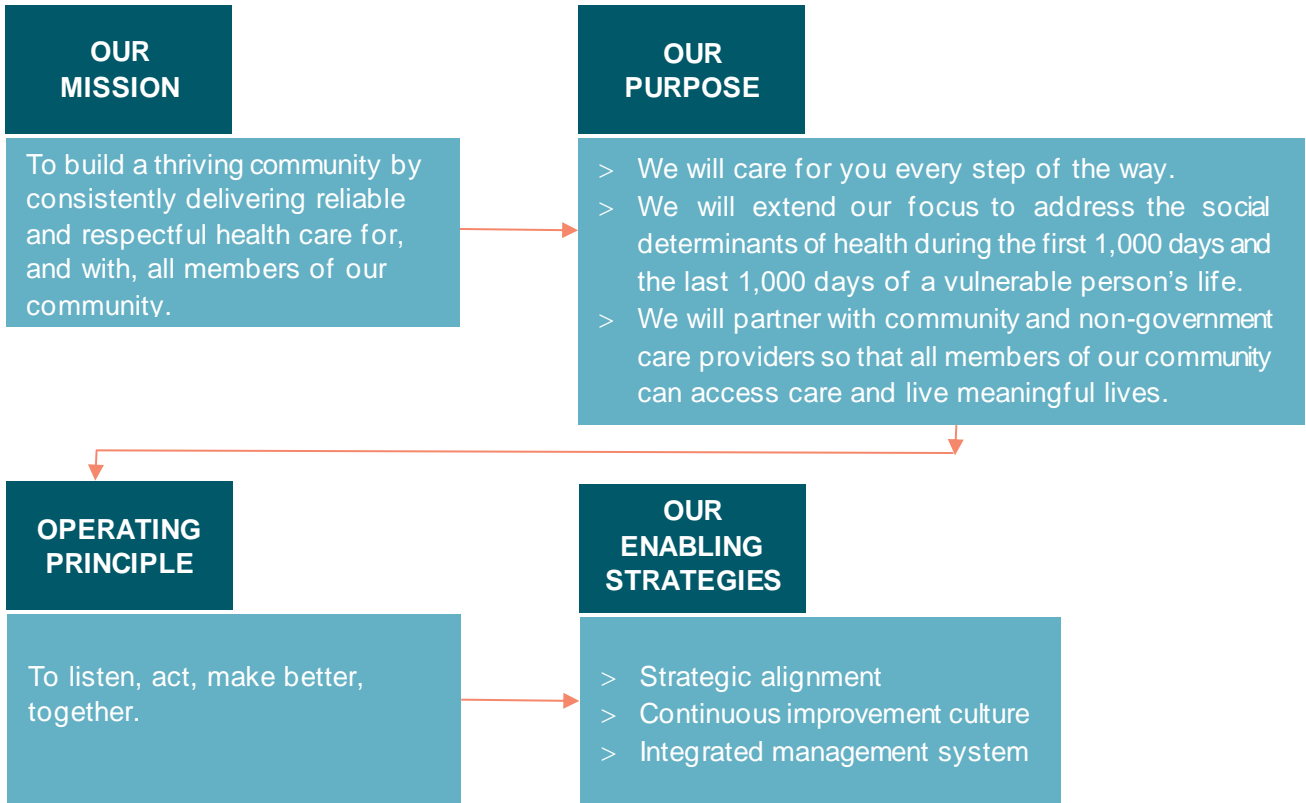 OUR
MISSION
To build a thriving community by
consistently delivering reliable
and respectful health care for,
and with, all members of our
community.
OUR
PURPOSE
> We will care for you every step of the way.
> We will extend our focus to address the social
determinants of health during the first 1,000 days and
the last 1,000 days of a vulnerable person’s life.
> We will partner with community and non-government
care providers so that all members of our community
can access care and live meaningful lives.
OPERATING
PRINCIPLE
To listen, act, make better,
together.
OUR
ENABLING
STRATEGIES
> Strategic alignment
> Continuous improvement culture
> Integrated management system